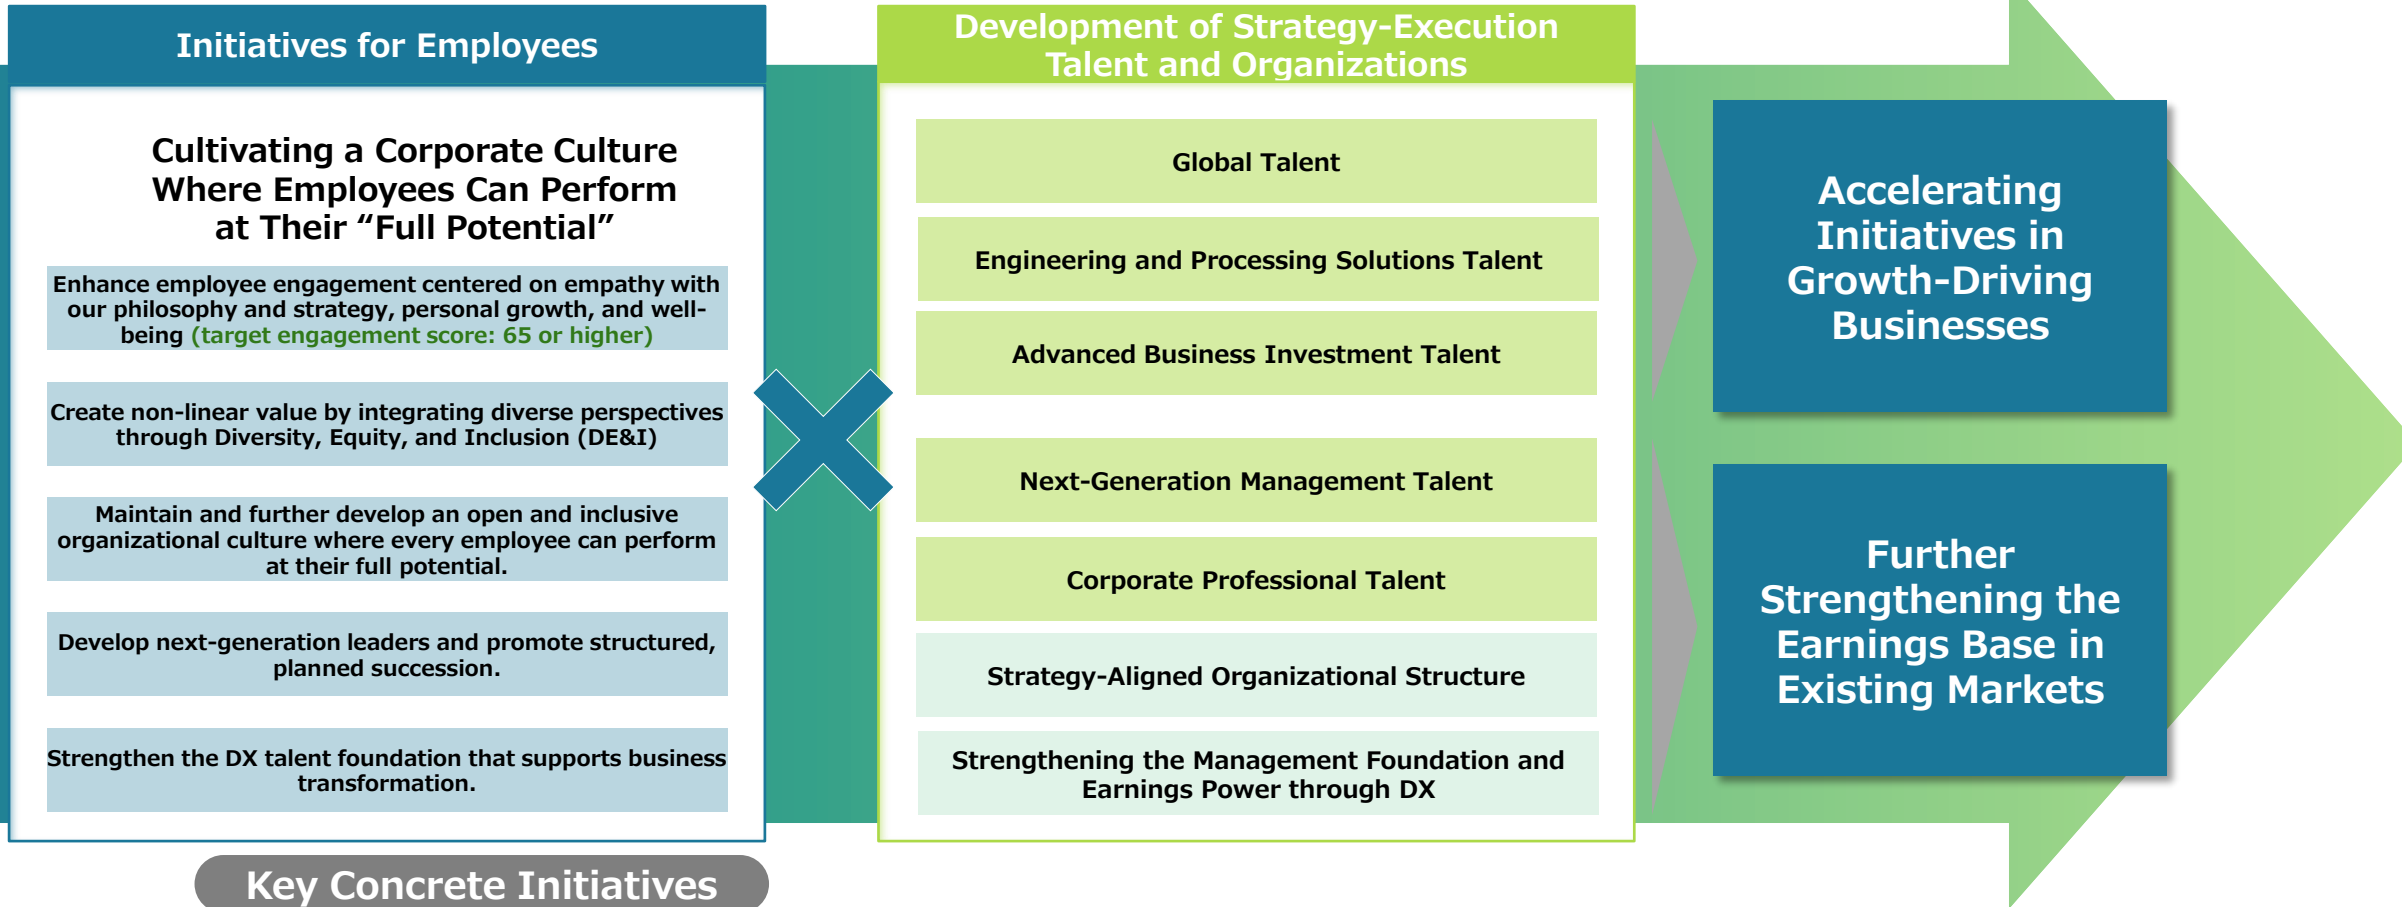 Initiatives for Employees
Cultivating a Corporate Culture
Where Employees Can Perform
at Their “Full Potential”
Enhance employee engagement centered on empathy with
our philosophy and strategy, personal growth, and well-
being (target engagement score: 65 or higher)
Create non-linear value by integrating diverse perspectives
through Diversity, Equity, and Inclusion (DE&I)
Maintain and further develop an open and inclusive
organizational culture where every employee can perform
at their full potential.
Develop next-generation leaders and promote structured,
planned succession.
Strengthen the DX talent foundation that supports business
transformation.
Development of Strategy-Execution
Talent and Organizations
Global Talent
Engineering and Processing Solutions Talent
Advanced Business Investment Talent
Next-Generation Management Talent
Corporate Professional Talent
Strategy-Aligned Organizational Structure
Strengthening the Management Foundation and
Earnings Power through DX
Accelerating
Initiatives in
Growth-Driving
Businesses
Further
Strengthening the
Earnings Base in
Existing Markets
Key Concrete Initiatives